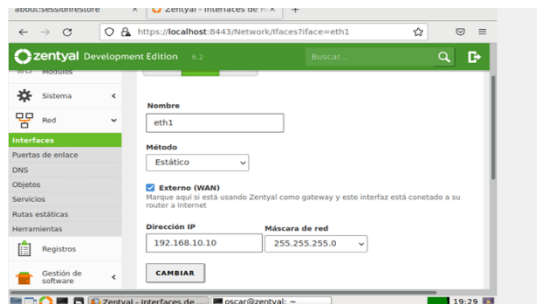 about:sessionrestore
Zentyal - Interfaces de
https://localhost:8443/Network/Ifaces?iface=eth1
zentyal Development Edition 6.2
Buscar...
Módulos
Sistema
Red
Interfaces
Puertas de enlace
DNS
Objetos
Servicios
Rutas estáticas
Herramientas
Registros
Gestión de
software
Nombre
eth1
Método
Estático
Externo (WAN)
Marque aquí si está usando Zentyal como gateway y este interfaz está conetado a su
router a Internet
Dirección IP
Máscara de red
192.168.10.10
255.255.255.0
CAMBIAR
Zentyal - Interfaces de ...
oscar@zentyal: ~
19:29